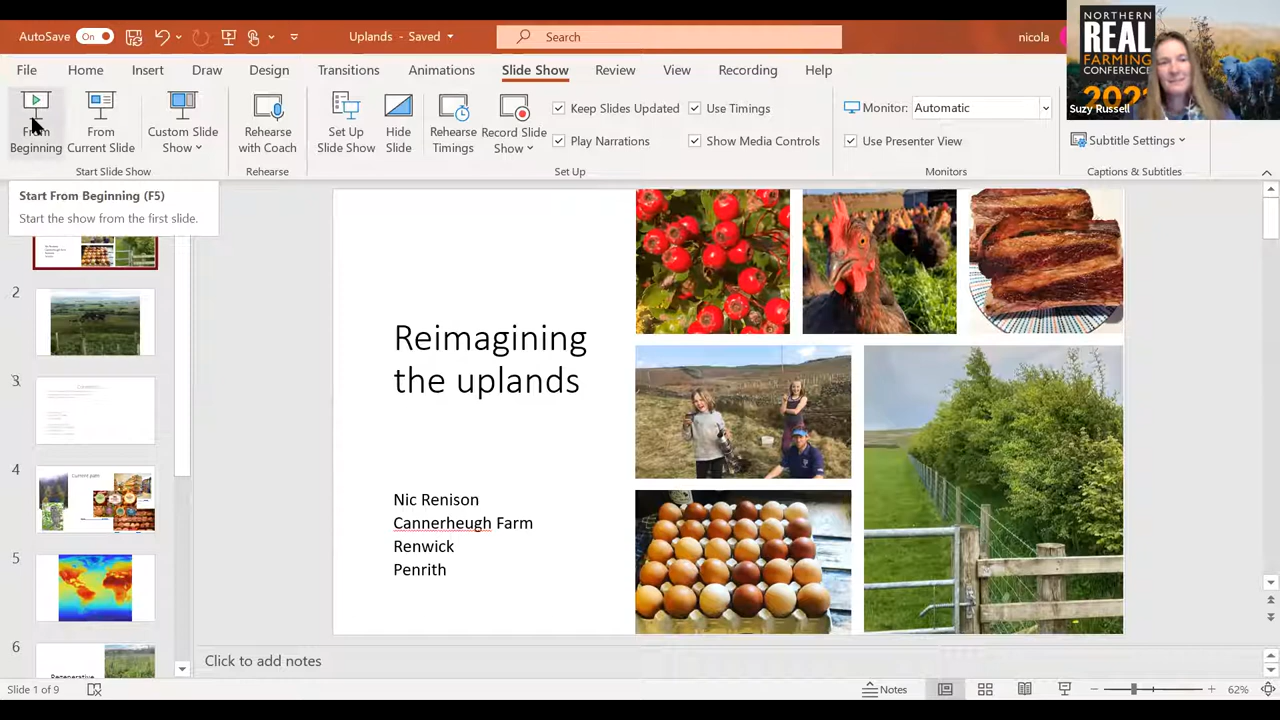 AutoSave On
Uplands - Saved
Search
nicola
File Home Insert Draw Design Transitions Animations Slide Show Review View Recording Help
From Beginning
From Current Slide
Custom Slide Show
Rehearse with Coach
Set Up Slide Show
Hide Slide
Rehearse Timings
Record Slide Show
Keep Slides Updated
Use Timings
Play Narrations
Show Media Controls
Monitor: Automatic
Use Presenter View
Subtitle Settings
Start Slide Show
Rehearse
Set Up
Monitors
Captions & Subtitles
NORTHERN
REAL
FARMING
CONFERENCE
Suzy Russell
Start From Beginning (F5)
Start the show from the first slide.
2
3
4
Current path
5
6
Regenerative
Reimagining
the uplands
Nic Renison
Cannerheugh Farm
Renwick
Penrith
Click to add notes
Slide 1 of 9
Notes
62%